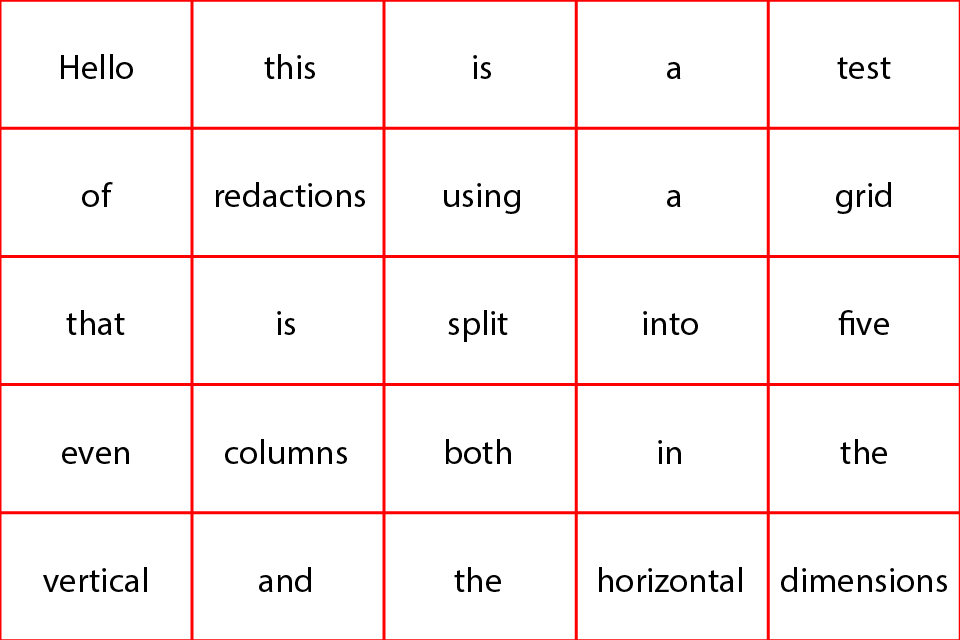 Hello this is a test
of redactions using a grid
that is split into five
even columns both in the
vertical and the horizontal dimensions